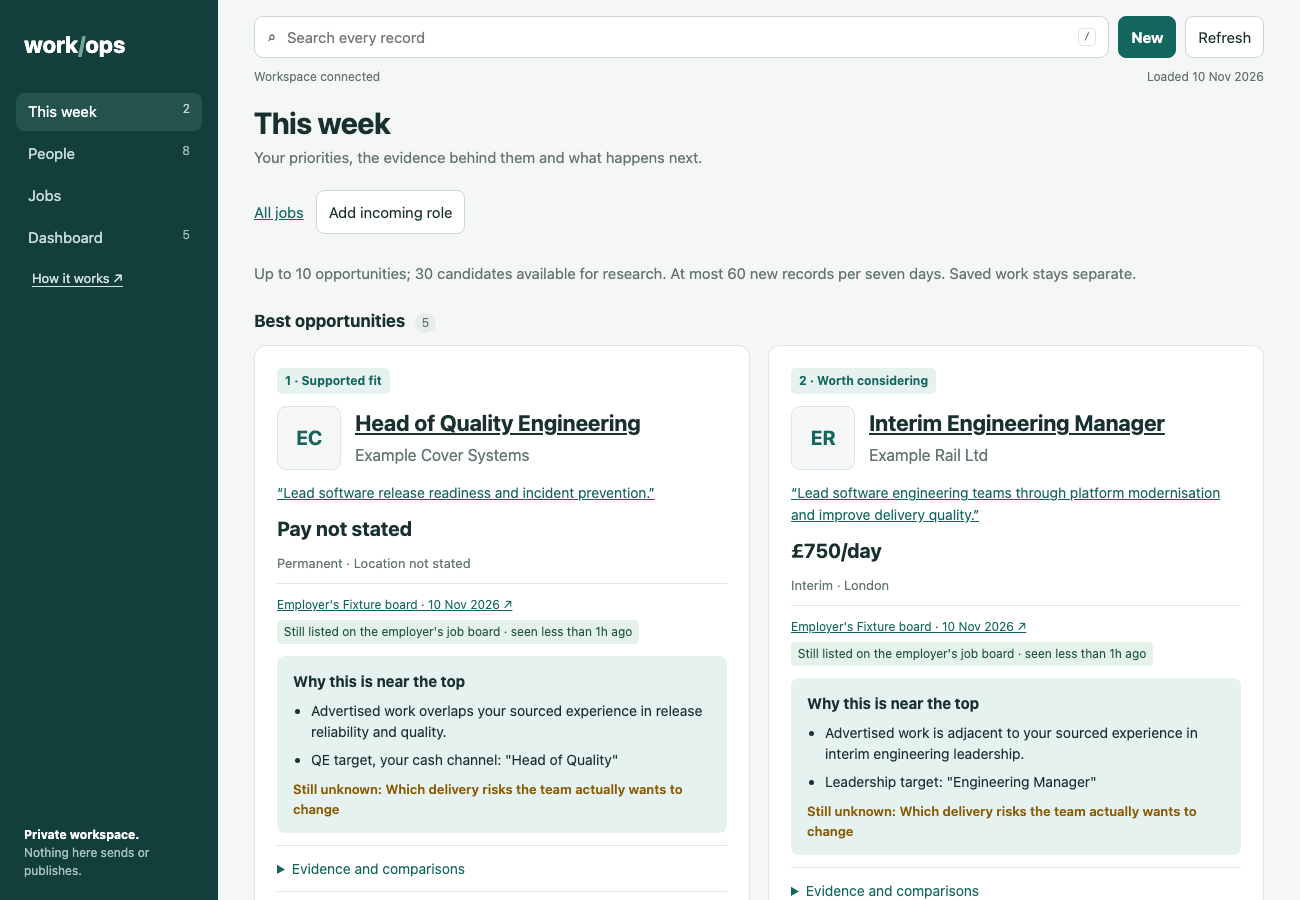 work/ops
This week 2
People 8
Jobs
Dashboard 5
How it works ↗
Private workspace.
Nothing here sends or
publishes.
Search every record /
New
Refresh
Workspace connected
Loaded 10 Nov 2026
This week
Your priorities, the evidence behind them and what happens next.
All jobs
Add incoming role
Up to 10 opportunities; 30 candidates available for research. At most 60 new records per seven days. Saved work stays separate.
Best opportunities 5
1 · Supported fit
EC
Head of Quality Engineering
Example Cover Systems
“Lead software release readiness and incident prevention.”
Pay not stated
Permanent · Location not stated
Employer's Fixture board · 10 Nov 2026 ↗
Still listed on the employer's job board · seen less than 1h ago
Why this is near the top
• Advertised work overlaps your sourced experience in release
reliability and quality.
• QE target, your cash channel: "Head of Quality"
Still unknown: Which delivery risks the team actually wants to
change
▶ Evidence and comparisons
2 · Worth considering
ER
Interim Engineering Manager
Example Rail Ltd
“Lead software engineering teams through platform modernisation
and improve delivery quality.”
£750/day
Interim · London
Employer's Fixture board · 10 Nov 2026 ↗
Still listed on the employer's job board · seen less than 1h ago
Why this is near the top
• Advertised work is adjacent to your sourced experience in
interim engineering leadership.
• Leadership target: "Engineering Manager"
Still unknown: Which delivery risks the team actually wants to
change
▶ Evidence and comparisons